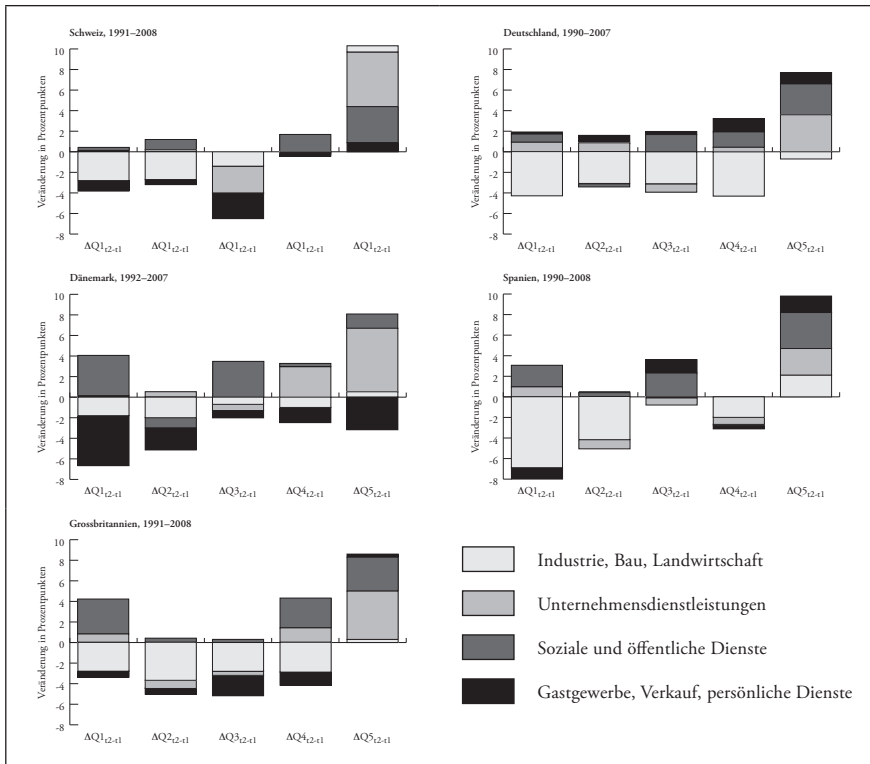 Schweiz, 1991–2008
Veränderung in Prozentpunkten
10
8
6
4
2
0
-2
-4
-6
-8
ΔQ1t2-t1 ΔQ1t2-t1 ΔQ1t2-t1 ΔQ1t2-t1 ΔQ1t2-t1
Deutschland, 1990–2007
Veränderung in Prozentpunkten
10
8
6
4
2
0
-2
-4
-6
-8
ΔQ1t2-t1 ΔQ2t2-t1 ΔQ3t2-t1 ΔQ4t2-t1 ΔQ5t2-t1
Dänemark, 1992–2007
Veränderung in Prozentpunkten
10
8
6
4
2
0
-2
-4
-6
-8
ΔQ1t2-t1 ΔQ2t2-t1 ΔQ3t2-t1 ΔQ4t2-t1 ΔQ5t2-t1
Spanien, 1990–2008
Veränderung in Prozentpunkten
10
8
6
4
2
0
-2
-4
-6
-8
ΔQ1t2-t1 ΔQ2t2-t1 ΔQ3t2-t1 ΔQ4t2-t1 ΔQ5t2-t1
Grossbritannien, 1991–2008
Veränderung in Prozentpunkten
10
8
6
4
2
0
-2
-4
-6
-8
ΔQ1t2-t1 ΔQ2t2-t1 ΔQ3t2-t1 ΔQ4t2-t1 ΔQ5t2-t1
Industrie, Bau, Landwirtschaft
Unternehmensdienstleistungen
Soziale und öffentliche Dienste
Gastgewerbe, Verkauf, persönliche Dienste